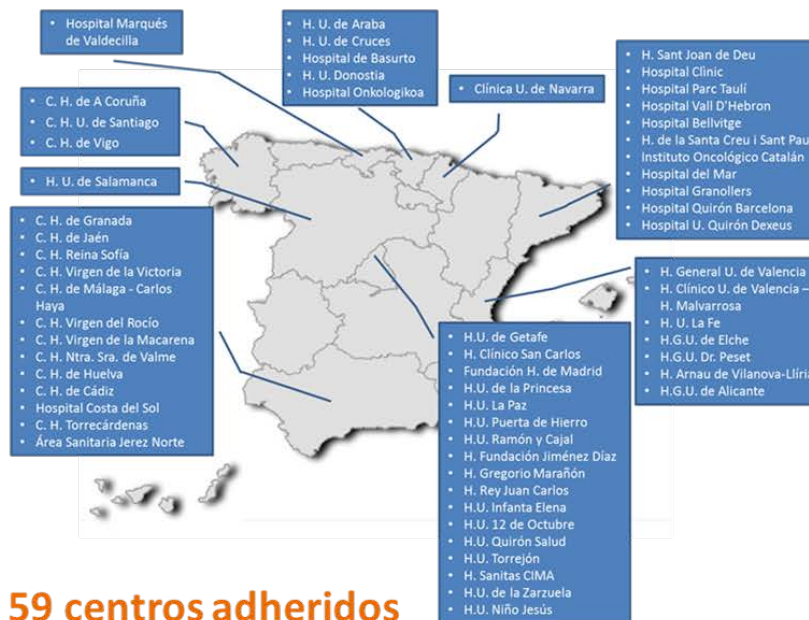 • Hospital Marqués
de Valdecilla
• H. U. de Araba
• H. U. de Cruces
• Hospital de Basurto
• H. U. Donostia
• Hospital Onkologikoa
• Clínica U. de Navarra
• H. Sant Joan de Deu
• Hospital Clìnic
• Hospital Parc Taulí
• Hospital Vall D'Hebron
• Hospital Bellvitge
• H. de la Santa Creu i Sant Pau
• Instituto Oncológico Catalán
• Hospital del Mar
• Hospital Granollers
• Hospital Quirón Barcelona
• Hospital U. Quirón Dexeus
• C. H. de A Coruña
• C. H. U. de Santiago
• C. H. de Vigo
• H. U. de Salamanca
• C. H. de Granada
• C. H. de Jaén
• C. H. Reina Sofía
• C. H. Virgen de la Victoria
• C. H. de Málaga - Carlos
Haya
• C. H. Virgen del Rocío
• C. H. Virgen de la Macarena
• C. H. Ntra. Sra. de Valme
• C. H. de Huelva
• C. H. de Cádiz
• Hospital Costa del Sol
• C. H. Torrecárdenas
• Área Sanitaria Jerez Norte
• H. General U. de Valencia
• H. Clínico U. de Valencia –
H. Malvarrosa
• H. U. La Fe
• H.G.U. de Elche
• H.G.U. Dr. Peset
• H. Arnau de Vilanova-Llíria
• H.G.U. de Alicante
• H.U. de Getafe
• H. Clínico San Carlos
• Fundación H. de Madrid
• H.U. de la Princesa
• H.U. La Paz
• H.U. Puerta de Hierro
• H.U. Ramón y Cajal
• H. Fundación Jiménez Díaz
• H. Gregorio Marañón
• H. Rey Juan Carlos
• H.U. Infanta Elena
• H.U. 12 de Octubre
• H.U. Quirón Salud
• H.U. Torrejón
• H. Sanitas CIMA
• H.U. de la Zarzuela
• H.U. Niño Jesús
59 centros adheridos